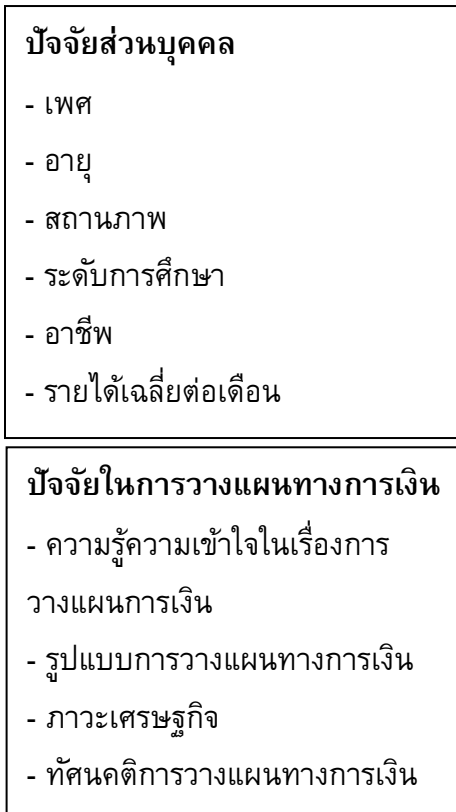 ปัจจัยส่วนบุคคล
- เพศ
- อายุ
- สถานภาพ
- ระดับการศึกษา
- อาชีพ
- รายได้เฉลี่ยต่อเดือน
ปัจจัยในการวางแผนทางการเงิน
- ความรู้ความเข้าใจในเรื่องการ
วางแผนการเงิน
- รูปแบบการวางแผนทางการเงิน
- ภาวะเศรษฐกิจ
- ทัศนคติการวางแผนทางการเงิน